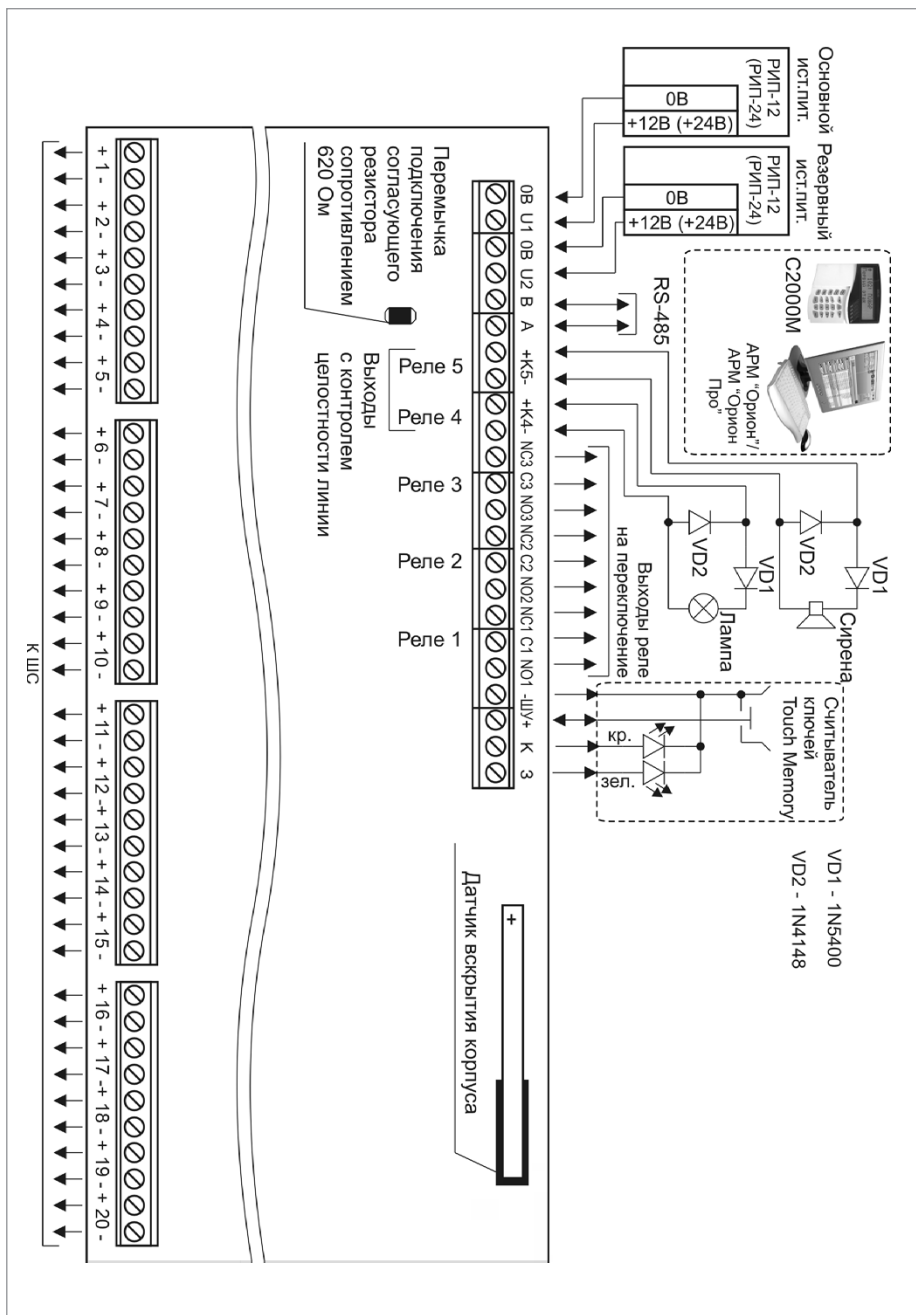 Основной
ист.пит.
РИП-12
(РИП-24)
0В
+12В (+24В)
Резервный
ист.пит.
РИП-12
(РИП-24)
0В
+12В (+24В)
RS-485
С2000М
АРМ "Орион"/
АРМ "Орион
Про"
VD1
VD2
Сирена
VD1
VD2
Лампа
Выходы реле
на переключение
Считыватель
ключей
Touch Memory
кр.
зел.
VD1 - 1N5400
VD2 - 1N4148
0В U1 0В U2 В А +К5- +К4- NC3 C3 NO3 NC2 C2 NO2 NC1 C1 NO1 -ШУ+ К З
Перемычка
подключения
согласующего
резистора
сопротивлением
620 Ом
Реле 5
Реле 4
Выходы
с контролем
целостности линии
Реле 3
Реле 2
Реле 1
+
Датчик вскрытия корпуса
+ 1 - + 2 - + 3 - + 4 - + 5 -
+ 6 - + 7 - + 8 - + 9 - + 10 -
+ 11 - + 12 - + 13 - + 14 - + 15 -
+ 16 - + 17 - + 18 - + 19 - + 20 -
К ШС